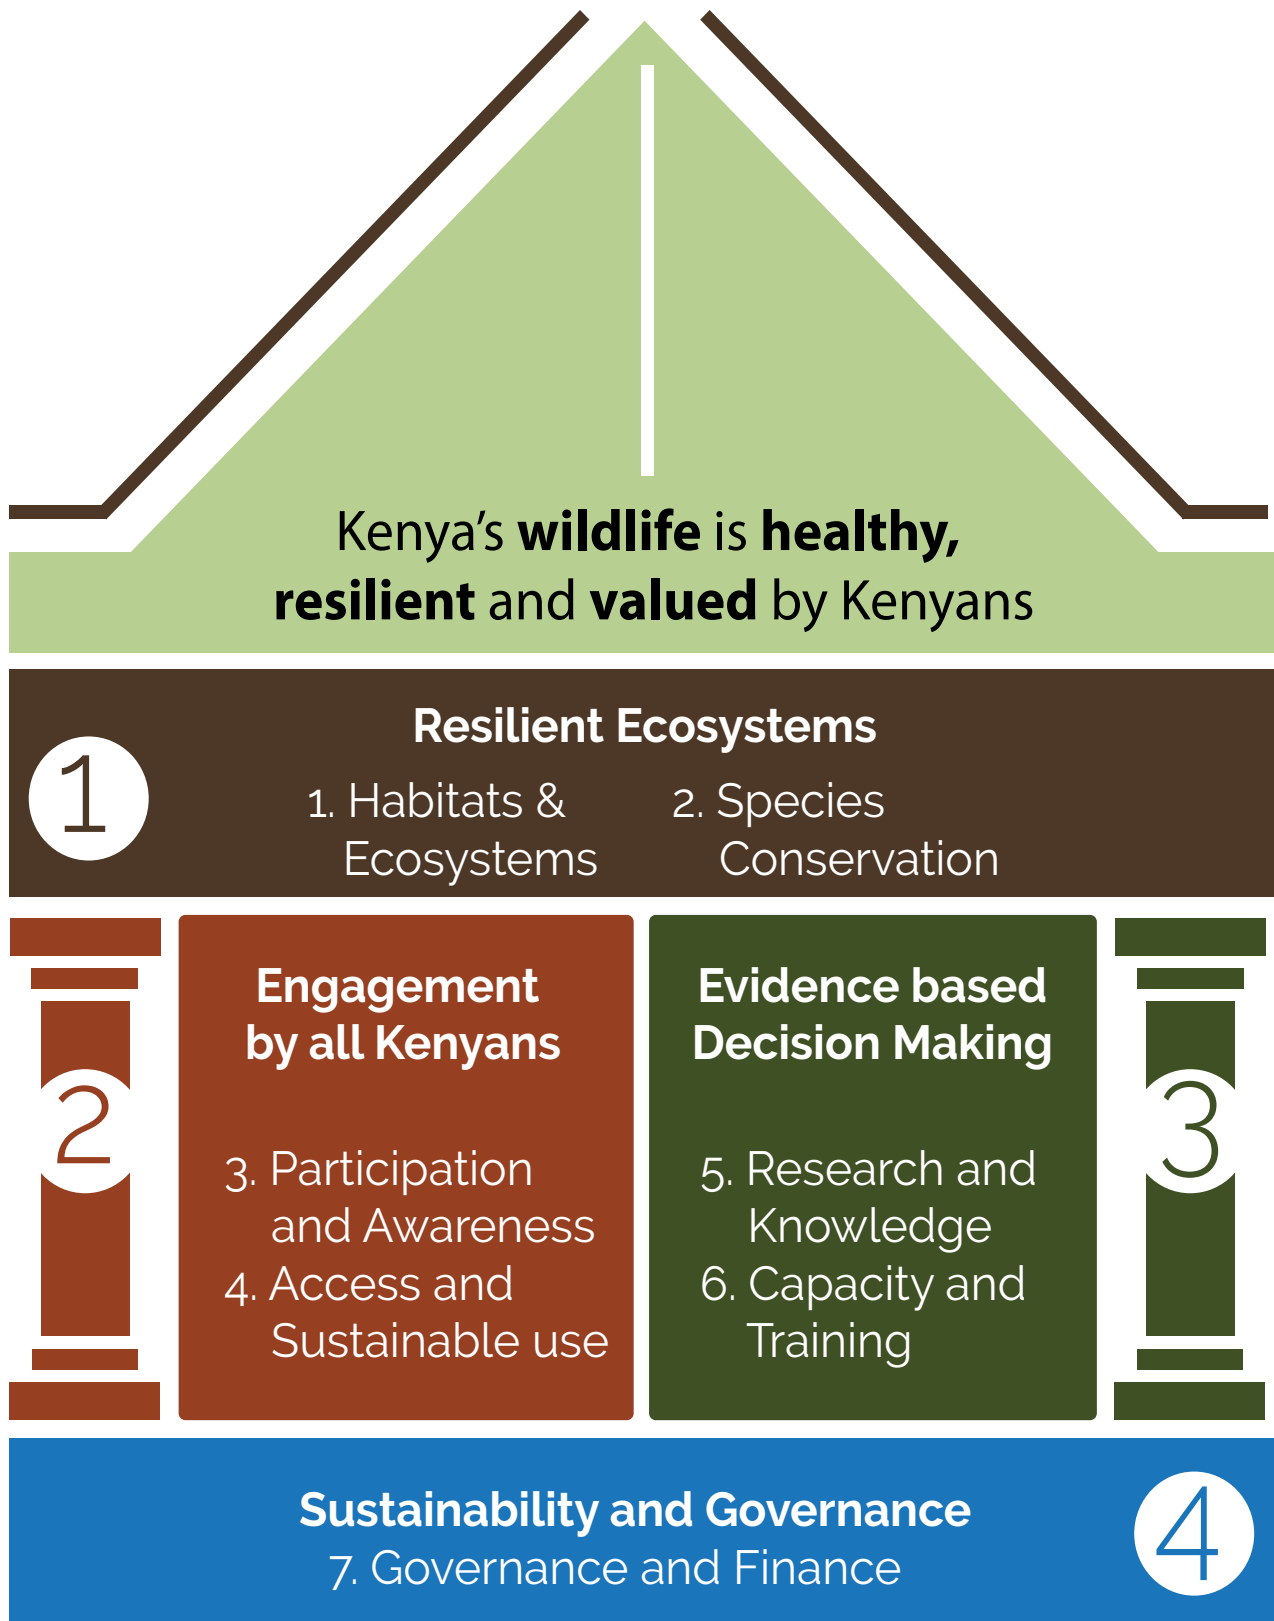 Kenya's wildlife is healthy,
resilient and valued by Kenyans
1
Resilient Ecosystems
1. Habitats &
Ecosystems
2. Species
Conservation
2
Engagement
by all Kenyans
3. Participation
and Awareness
4. Access and
Sustainable use
Evidence based
Decision Making
5. Research and
Knowledge
6. Capacity and
Training
3
Sustainability and Governance
7. Governance and Finance
4